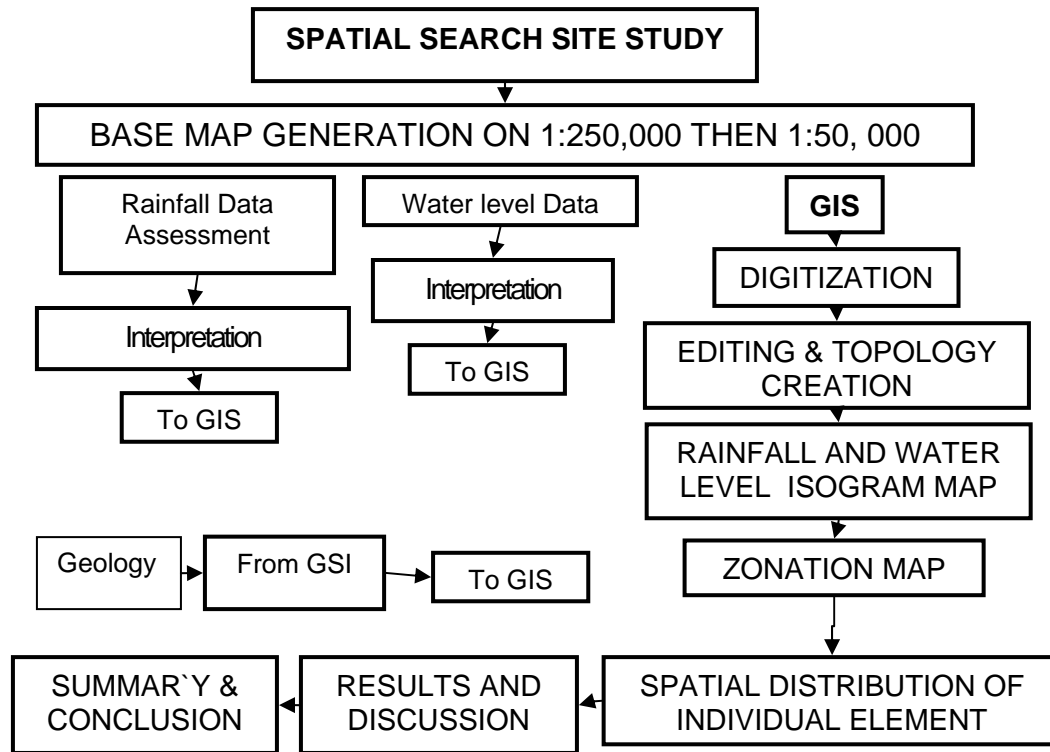 SPATIAL SEARCH SITE STUDY
BASE MAP GENERATION ON 1:250,000 THEN 1:50, 000
Rainfall Data
Assessment
Interpretation
To GIS
Water level Data
Interpretation
To GIS
GIS
DIGITIZATION
EDITING & TOPOLOGY
CREATION
RAINFALL AND WATER
LEVEL ISOGRAM MAP
ZONATION MAP
Geology
From GSI
To GIS
SPATIAL DISTRIBUTION OF
INDIVIDUAL ELEMENT
RESULTS AND
DISCUSSION
SUMMAR`Y &
CONCLUSION